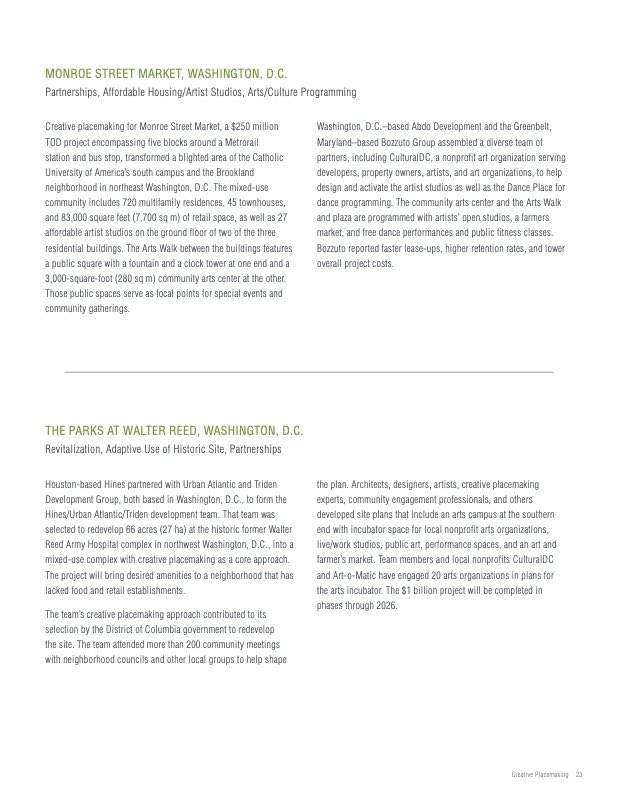 MONROE STREET MARKET, WASHINGTON, D.C.
Partnerships, Affordable Housing/Artist Studios, Arts/Culture Programming
Creative placemaking for Monroe Street Market, a $250 million
TOD project encompassing five blocks around a Metrorail
station and bus stop, transformed a blighted area of the Catholic
University of America's south campus and the Brookland
neighborhood in northeast Washington, D.C. The mixed-use
community includes 720 multifamily residences, 45 townhouses,
and 83,000 square feet (7,700 sq m) of retail space, as well as 27
affordable artist studios on the ground floor of two of the three
residential buildings. The Arts Walk between the buildings features
a public square with a fountain and a clock tower at one end and a
3,000-square-foot (280 sq m) community arts center at the other.
Those public spaces serve as focal points for special events and
community gatherings.
Washington, D.C.–based Abdo Development and the Greenbelt,
Maryland–based Bozzuto Group assembled a diverse team of
partners, including CulturalDC, a nonprofit art organization serving
developers, property owners, artists, and art organizations, to help
design and activate the artist studios as well as the Dance Place for
dance programming. The community arts center and the Arts Walk
and plaza are programmed with artists' open studios, a farmers
market, and free dance performances and public fitness classes.
Bozzuto reported faster lease-ups, higher retention rates, and lower
overall project costs.
THE PARKS AT WALTER REED, WASHINGTON, D.C.
Revitalization, Adaptive Use of Historic Site, Partnerships
Houston-based Hines partnered with Urban Atlantic and Triden
Development Group, both based in Washington, D.C., to form the
Hines/Urban Atlantic/Triden development team. That team was
selected to redevelop 66 acres (27 ha) at the historic former Walter
Reed Army Hospital complex in northwest Washington, D.C., into a
mixed-use complex with creative placemaking as a core approach.
The project will bring desired amenities to a neighborhood that has
lacked food and retail establishments.
The team's creative placemaking approach contributed to its
selection by the District of Columbia government to redevelop
the site. The team attended more than 200 community meetings
with neighborhood councils and other local groups to help shape
the plan. Architects, designers, artists, creative placemaking
experts, community engagement professionals, and others
developed site plans that include an arts campus at the southern
end with incubator space for local nonprofit arts organizations,
live/work studios, public art, performance spaces, and an art and
farmer's market. Team members and local nonprofits CulturalDC
and Art-o-Matic have engaged 20 arts organizations in plans for
the arts incubator. The $1 billion project will be completed in
phases through 2026.
Creative Placemaking 23